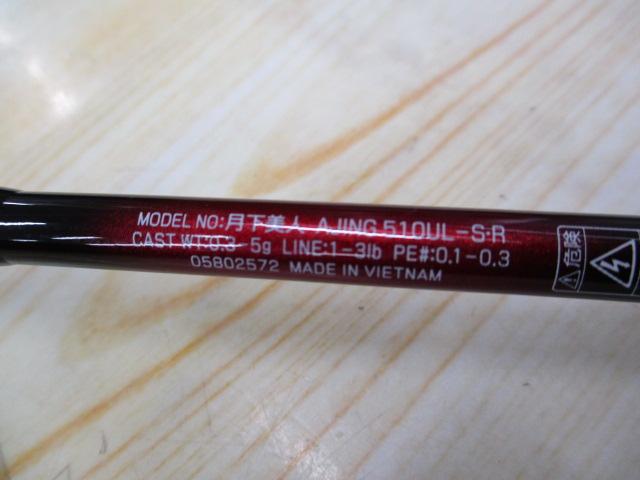 MODEL NO:月下美人 AJING 510UL-S・R
CAST WT:0.3-5g LINE:1-3lb PE#:0.1-0.3
05802572 MADE IN VIETNAM
危険